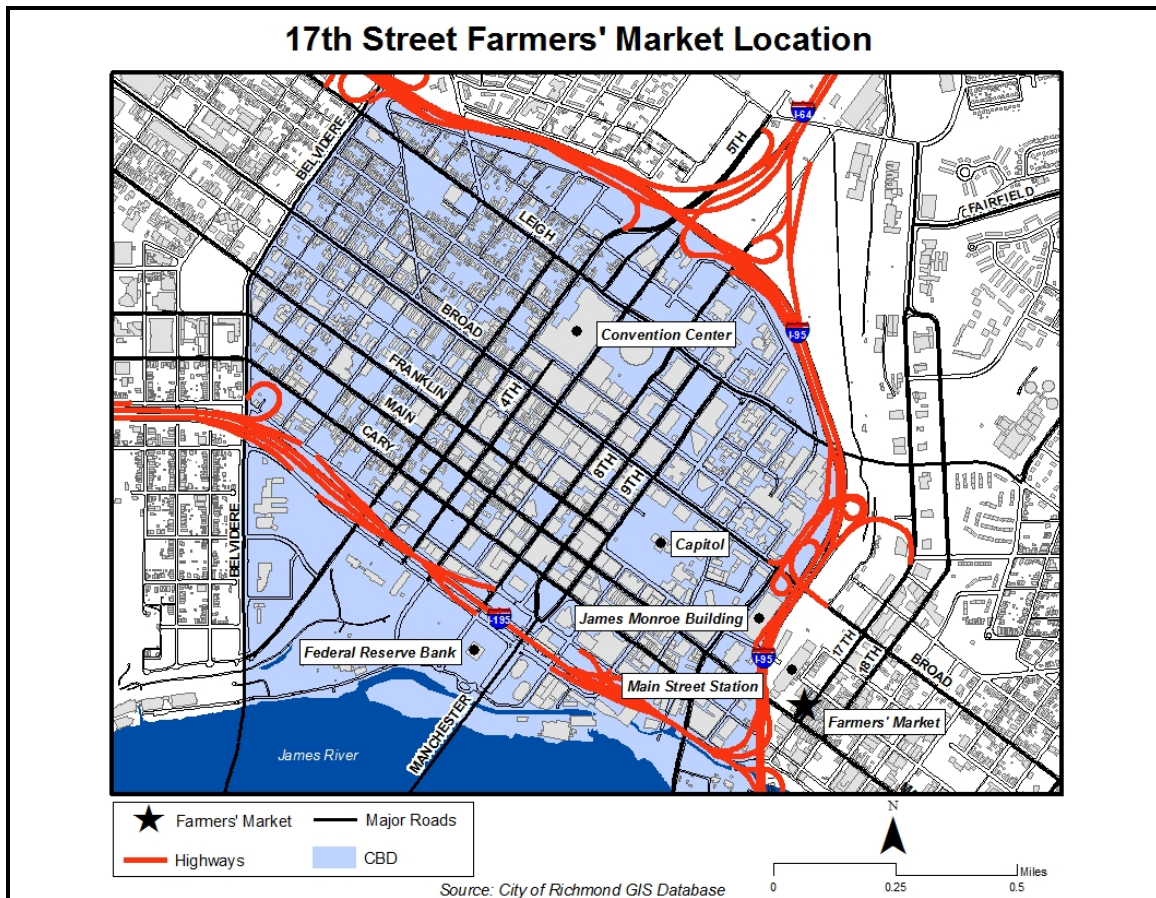 17th Street Farmers' Market Location
I-64
5TH
BELVIDERE
FAIRFIELD
LEIGH
BROAD
Convention Center
I-95
FRANKLIN
4TH
MAIN
CARY
8TH
9TH
BELVIDERE
Capitol
I-195
James Monroe Building
17TH
18TH
BROAD
Federal Reserve Bank
I-95
Main Street Station
MANCHESTER
Farmers' Market
James River
Farmers' Market
Major Roads
Highways
CBD
N
Miles
0
0.25
0.5
Source: City of Richmond GIS Database